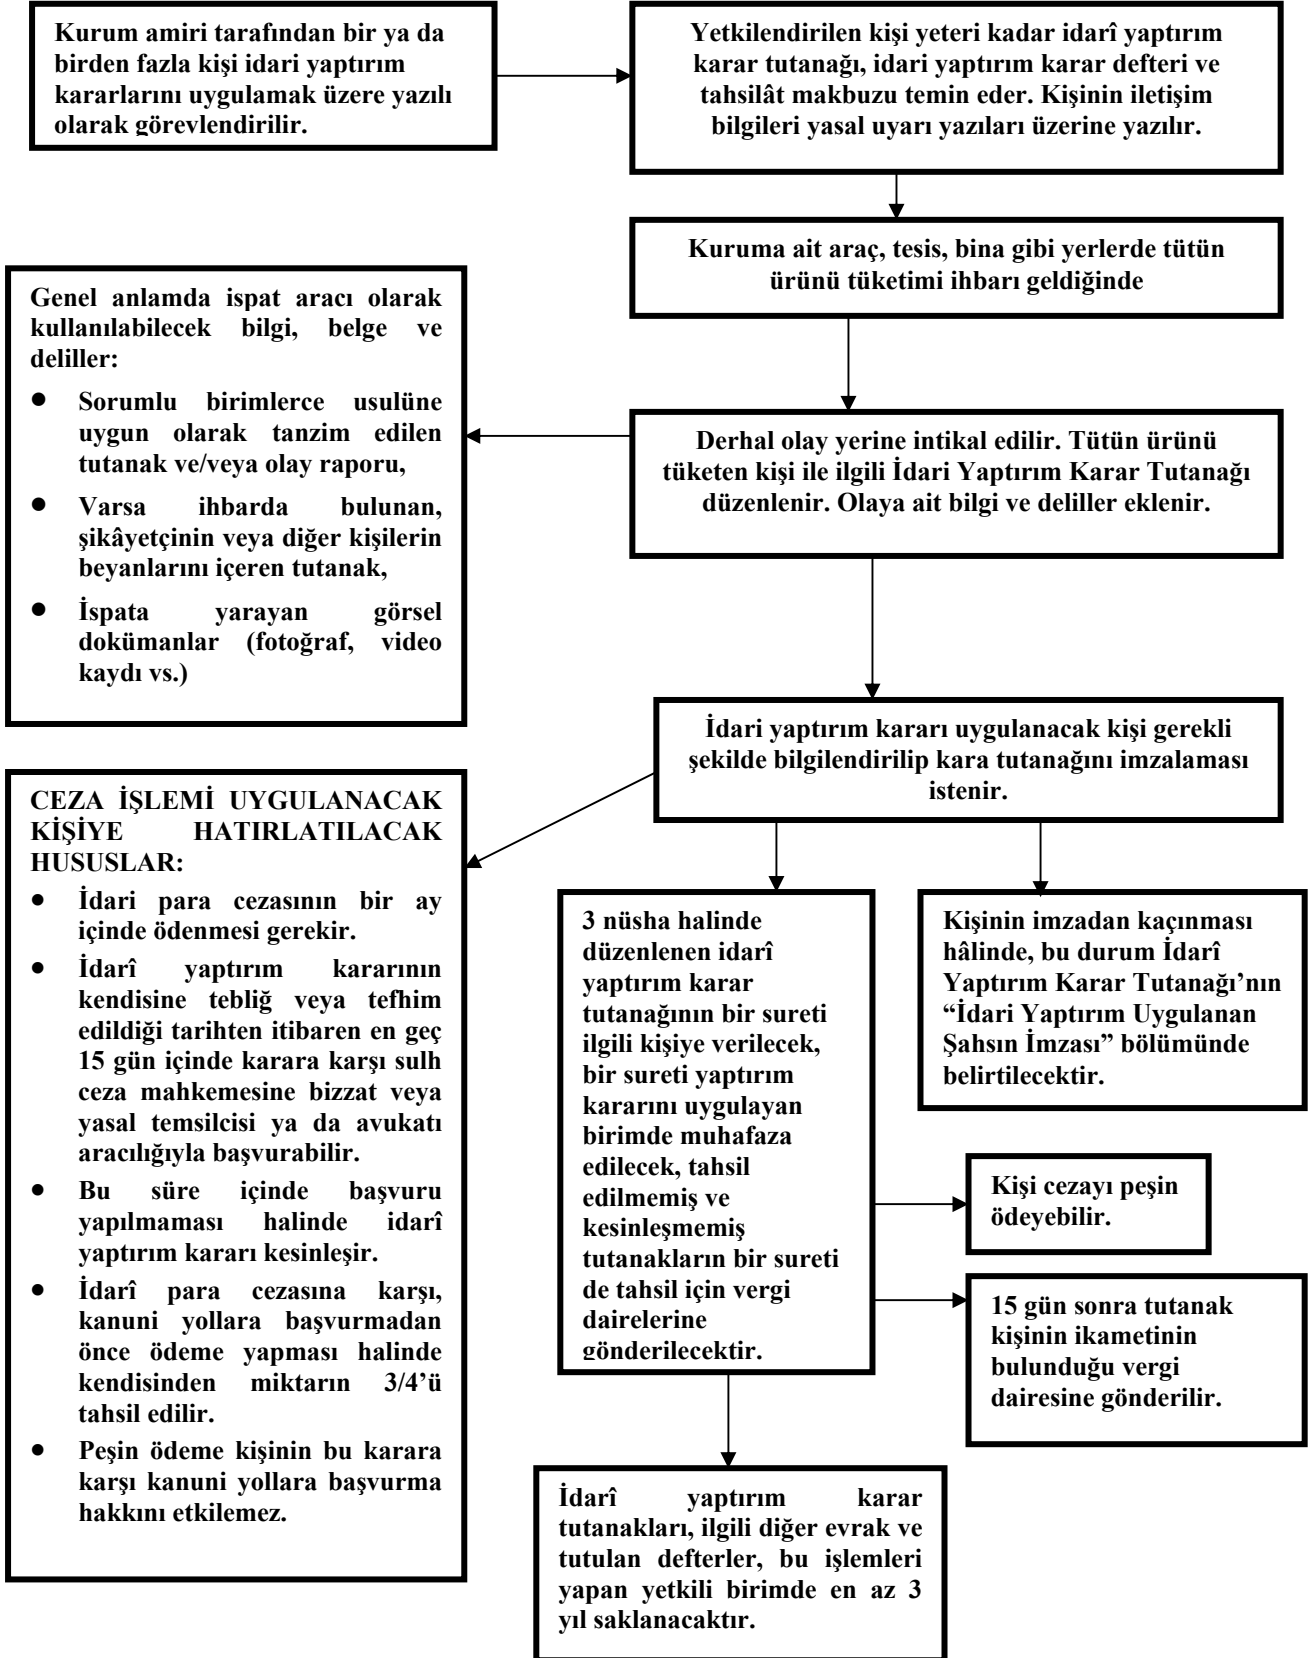 Kurum amiri tarafından bir ya da
birden fazla kişi idari yaptırım
kararlarını uygulamak üzere yazılı
olarak görevlendirilir.
Yetkilendirilen kişi yeteri kadar idarî yaptırım
karar tutanağı, idari yaptırım karar defteri ve
tahsilât makbuzu temin eder. Kişinin iletişim
bilgileri yasal uyarı yazıları üzerine yazılır.
Kuruma ait araç, tesis, bina gibi yerlerde tütün
ürünü tüketimi ihbarı geldiğinde
Derhal olay yerine intikal edilir. Tütün ürünü
tüketen kişi ile ilgili İdari Yaptırım Karar Tutanağı
düzenlenir. Olaya ait bilgi ve deliller eklenir.
Genel anlamda ispat aracı olarak
kullanılabilecek bilgi, belge ve
deliller:
● Sorumlu birimlerce usulüne
uygun olarak tanzim edilen
tutanak ve/veya olay raporu,
● Varsa ihbarda bulunan,
şikâyetçinin veya diğer kişilerin
beyanlarını içeren tutanak,
● İspata yarayan görsel
dokümanlar (fotoğraf, video
kaydı vs.)
İdari yaptırım kararı uygulanacak kişi gerekli
şekilde bilgilendirilip kara tutanağını imzalaması
istenir.
CEZA İŞLEMİ UYGULANACAK
KİŞİYE HATIRLATILACAK
HUSUSLAR:
● İdari para cezasının bir ay
içinde ödenmesi gerekir.
● İdarî yaptırım kararının
kendisine tebliğ veya tefhim
edildiği tarihten itibaren en geç
15 gün içinde karara karşı sulh
ceza mahkemesine bizzat veya
yasal temsilcisi ya da avukatı
aracılığıyla başvurabilir.
● Bu süre içinde başvuru
yapılmaması halinde idarî
yaptırım kararı kesinleşir.
● İdarî para cezasına karşı,
kanuni yollara başvurmadan
önce ödeme yapması halinde
kendisinden miktarın 3/4’ü
tahsil edilir.
● Peşin ödeme kişinin bu karara
karşı kanuni yollara başvurma
hakkını etkilemez.
3 nüsha halinde
düzenlenen idarî
yaptırım karar
tutanağının bir sureti
ilgili kişiye verilecek,
bir sureti yaptırım
kararını uygulayan
birimde muhafaza
edilecek, tahsil
edilmemiş ve
kesinleşmemiş
tutanakların bir sureti
de tahsil için vergi
dairelerine
gönderilecektir.
Kişinin imzadan kaçınması
hâlinde, bu durum İdarî
Yaptırım Karar Tutanağı’nın
“İdari Yaptırım Uygulanan
Şahsın İmzası” bölümünde
belirtilecektir.
Kişi cezayı peşin
ödeyebilir.
15 gün sonra tutanak
kişinin ikametinin
bulunduğu vergi
dairesine gönderilir.
İdarî yaptırım karar
tutanakları, ilgili diğer evrak ve
tutulan defterler, bu işlemleri
yapan yetkili birimde en az 3
yıl saklanacaktır.